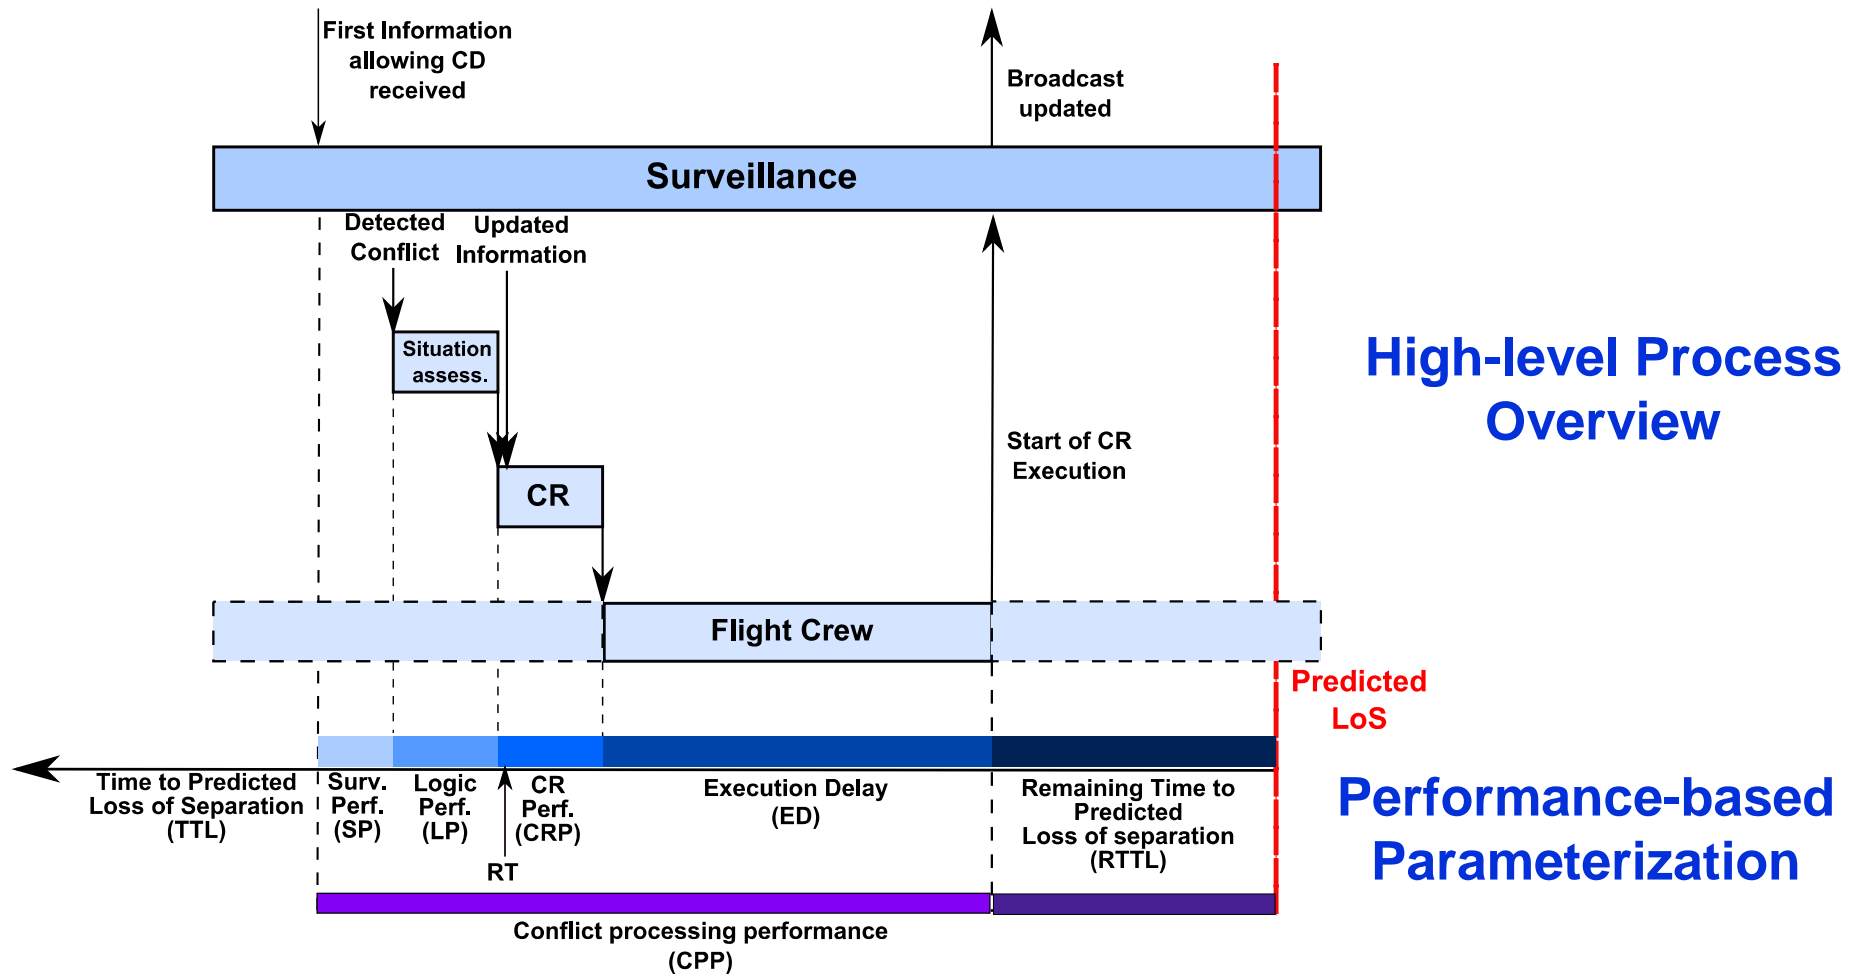 First Information
allowing CD
received
Broadcast
updated
Surveillance
Detected
Conflict
Updated
Information
Situation
assess.
High-level Process
Overview
CR
Start of CR
Execution
Flight Crew
Predicted
LoS
Time to Predicted
Loss of Separation
(TTL)
Surv.
Perf.
(SP)
Logic
Perf.
(LP)
CR
Perf.
(CRP)
RT
Execution Delay
(ED)
Remaining Time to
Predicted
Loss of separation
(RTTL)
Performance-based
Parameterization
Conflict processing performance
(CPP)